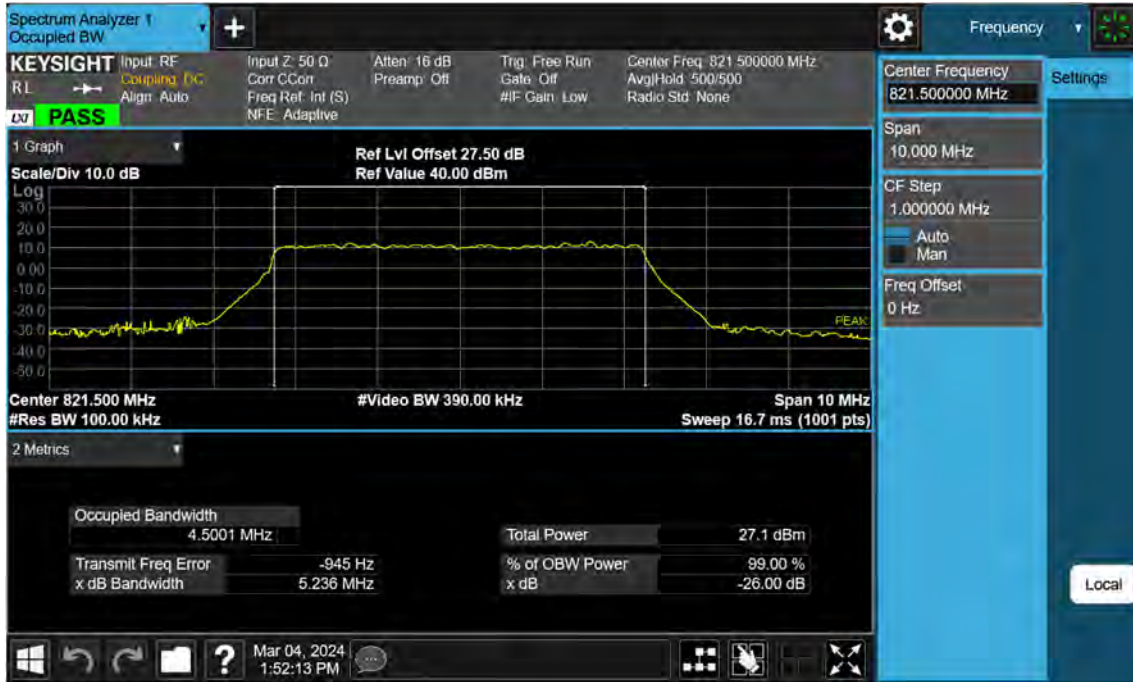 Spectrum Analyzer 1
Occupied BW
+
Frequency
KEYSIGHT
RL
LXI
PASS
Input: RF
Coupling: DC
Align: Auto
Input Z: 50 Ω
Corr CCorr
Freq Ref: Int (S)
NFE: Adaptive
Atten: 16 dB
Preamp: Off
Trig: Free Run
Gate: Off
#IF Gain: Low
Center Freq: 821.500000 MHz
Avg|Hold: 500/500
Radio Std: None
1 Graph
Scale/Div 10.0 dB
Ref Lvl Offset 27.50 dB
Ref Value 40.00 dBm
Log
30.0
20.0
10.0
0.00
-10.0
-20.0
-30.0
-40.0
-50.0
PEAK
Center 821.500 MHz
#Video BW 390.00 kHz
Span 10 MHz
#Res BW 100.00 kHz
Sweep 16.7 ms (1001 pts)
2 Metrics
Occupied Bandwidth
4.5001 MHz
Transmit Freq Error -945 Hz
x dB Bandwidth 5.236 MHz
Total Power 27.1 dBm
% of OBW Power 99.00 %
x dB -26.00 dB
Center Frequency
821.500000 MHz
Span
10.000 MHz
CF Step
1.000000 MHz
Auto
Man
Freq Offset
0 Hz
Settings
Local
?
Mar 04, 2024
1:52:13 PM